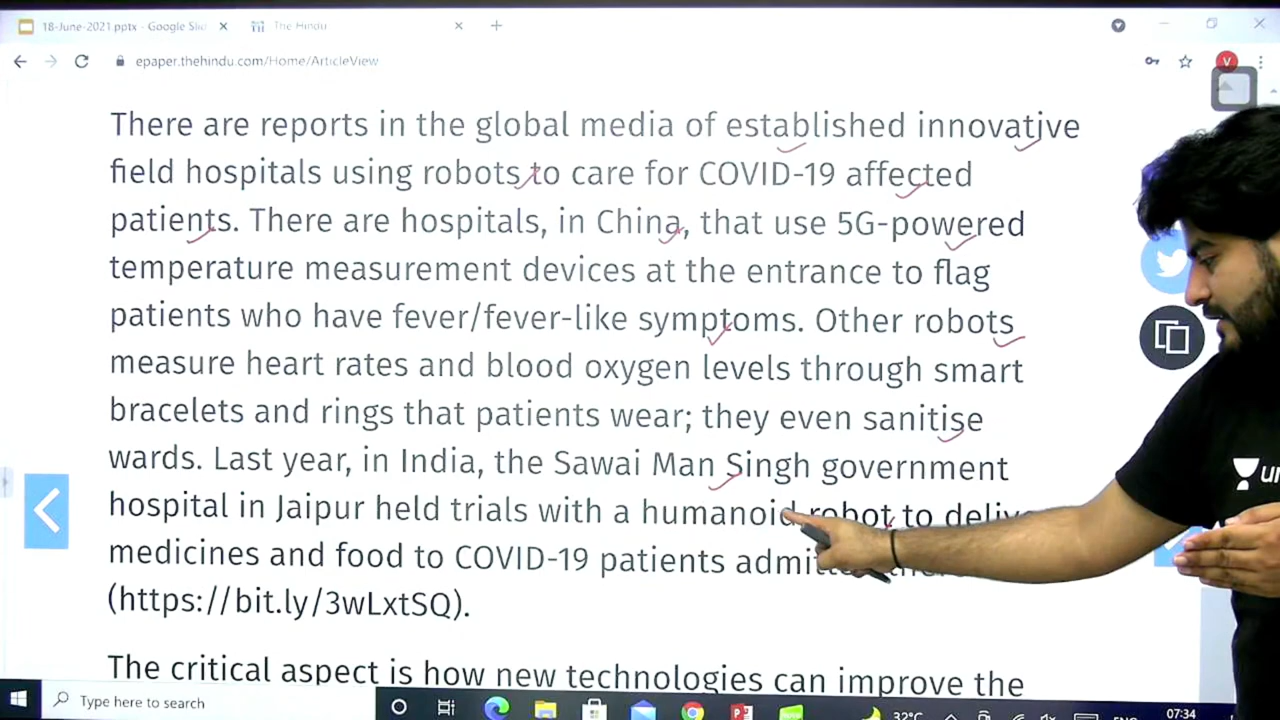 18-June-2021 pptx - Google Sli
The Hindu
epaper.thehindu.com/Home/ArticleView
V
There are reports in the global media of established innovative
field hospitals using robots to care for COVID-19 affected
patients. There are hospitals, in China, that use 5G-powered
temperature measurement devices at the entrance to flag
patients who have fever/fever-like symptoms. Other robots
measure heart rates and blood oxygen levels through smart
bracelets and rings that patients wear; they even sanitise
wards. Last year, in India, the Sawai Man Singh government
hospital in Jaipur held trials with a humanoid robot to
medicines and food to COVID-19 patients
(https://bit.ly/3wLxtSQ).
The critical aspect is how new technologies can improve the
Type here to search
32°C
ENG
07:34